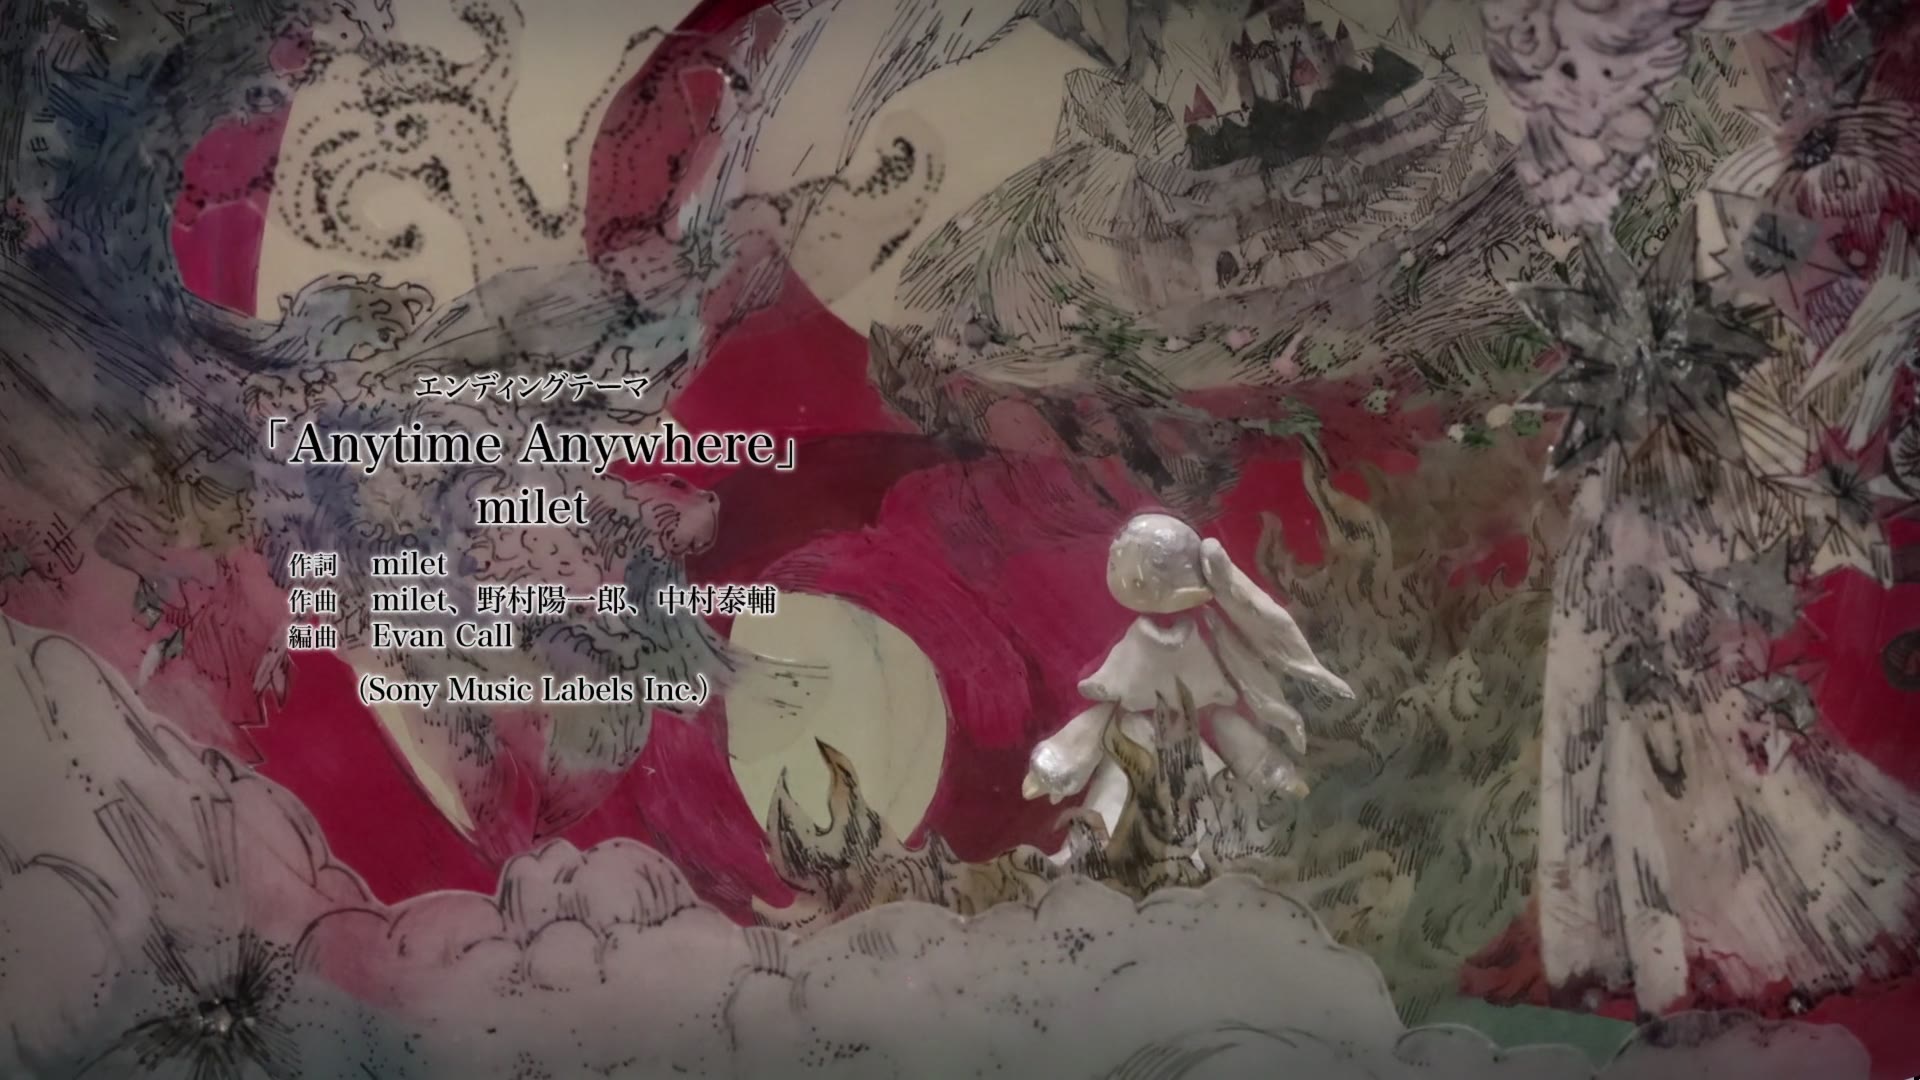 エンディングテーマ
「Anytime Anywhere」
milet
作詞 milet
作曲 milet、野村陽一郎、中村泰輔
編曲 Evan Call
(Sony Music Labels Inc.)